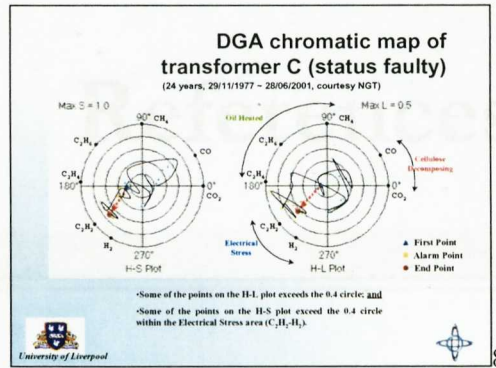 DGA chromatic map of
transformer C (status faulty)
(24 years, 29/11/1977 ~ 28/06/2001, courtesy NGT)
Max S = 1.0
90° CH₄
C₂H₆
CO
C₂H₄
180°
0°
CO₂
C₂H₂
H₂
270°
H-S Plot
Oil Heated
Max L = 0.5
90° CH₄
C₂H₆
CO
Cellulose
Decomposing
C₂H₄
180°
0°
CO₂
C₂H₂
H₂
Electrical
Stress
270°
H-L Plot
First Point
Alarm Point
End Point
•Some of the points on the H-L plot exceeds the 0.4 circle; and
•Some of the points on the H-S plot exceed the 0.4 circle
within the Electrical Stress area (C₂H₂-H₂).
University of Liverpool
8